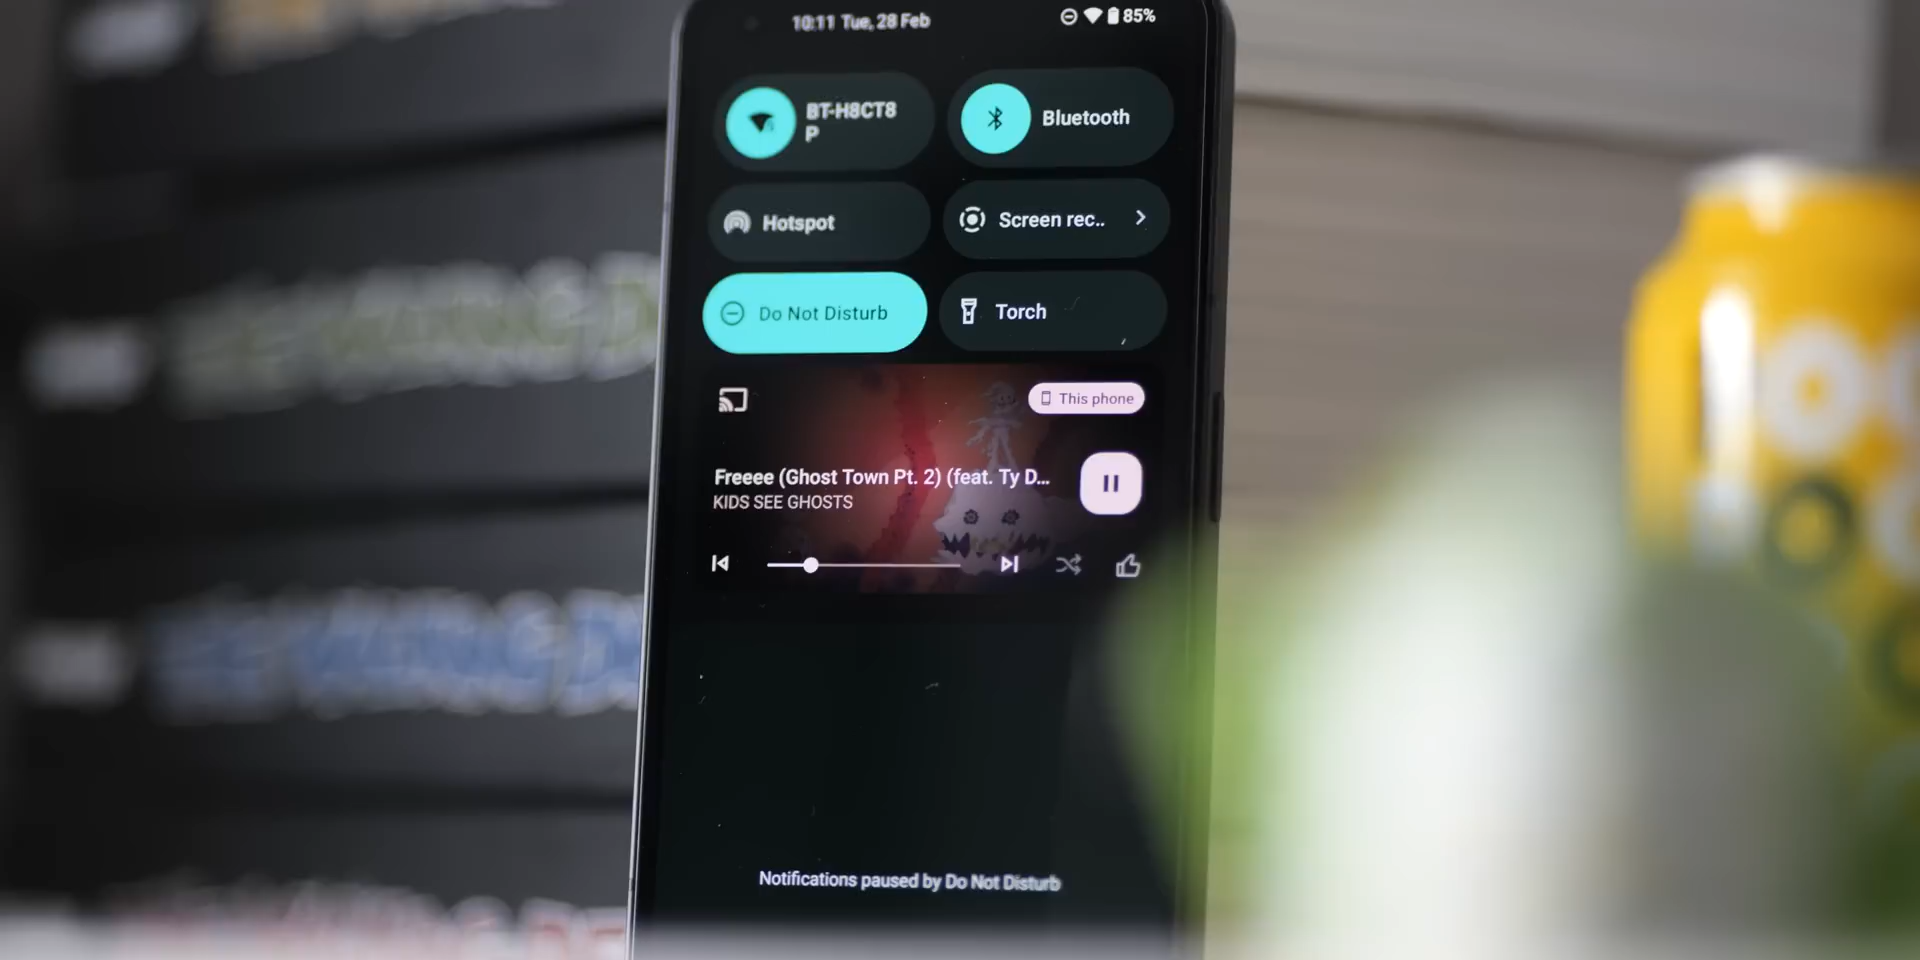 10:11 Tue, 28 Feb
85%
BT-H8CT8
P
Bluetooth
Hotspot
Screen rec..
Do Not Disturb
Torch
This phone
Freeee (Ghost Town Pt. 2) (feat. Ty D...
KIDS SEE GHOSTS
Notifications paused by Do Not Disturb